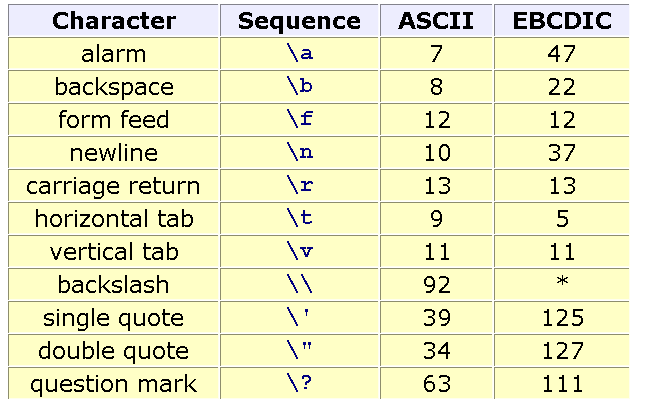 Character Sequence ASCII EBCDIC
alarm \a 7 47
backspace \b 8 22
form feed \f 12 12
newline \n 10 37
carriage return \r 13 13
horizontal tab \t 9 5
vertical tab \v 11 11
backslash \\ 92 *
single quote \' 39 125
double quote \" 34 127
question mark \? 63 111